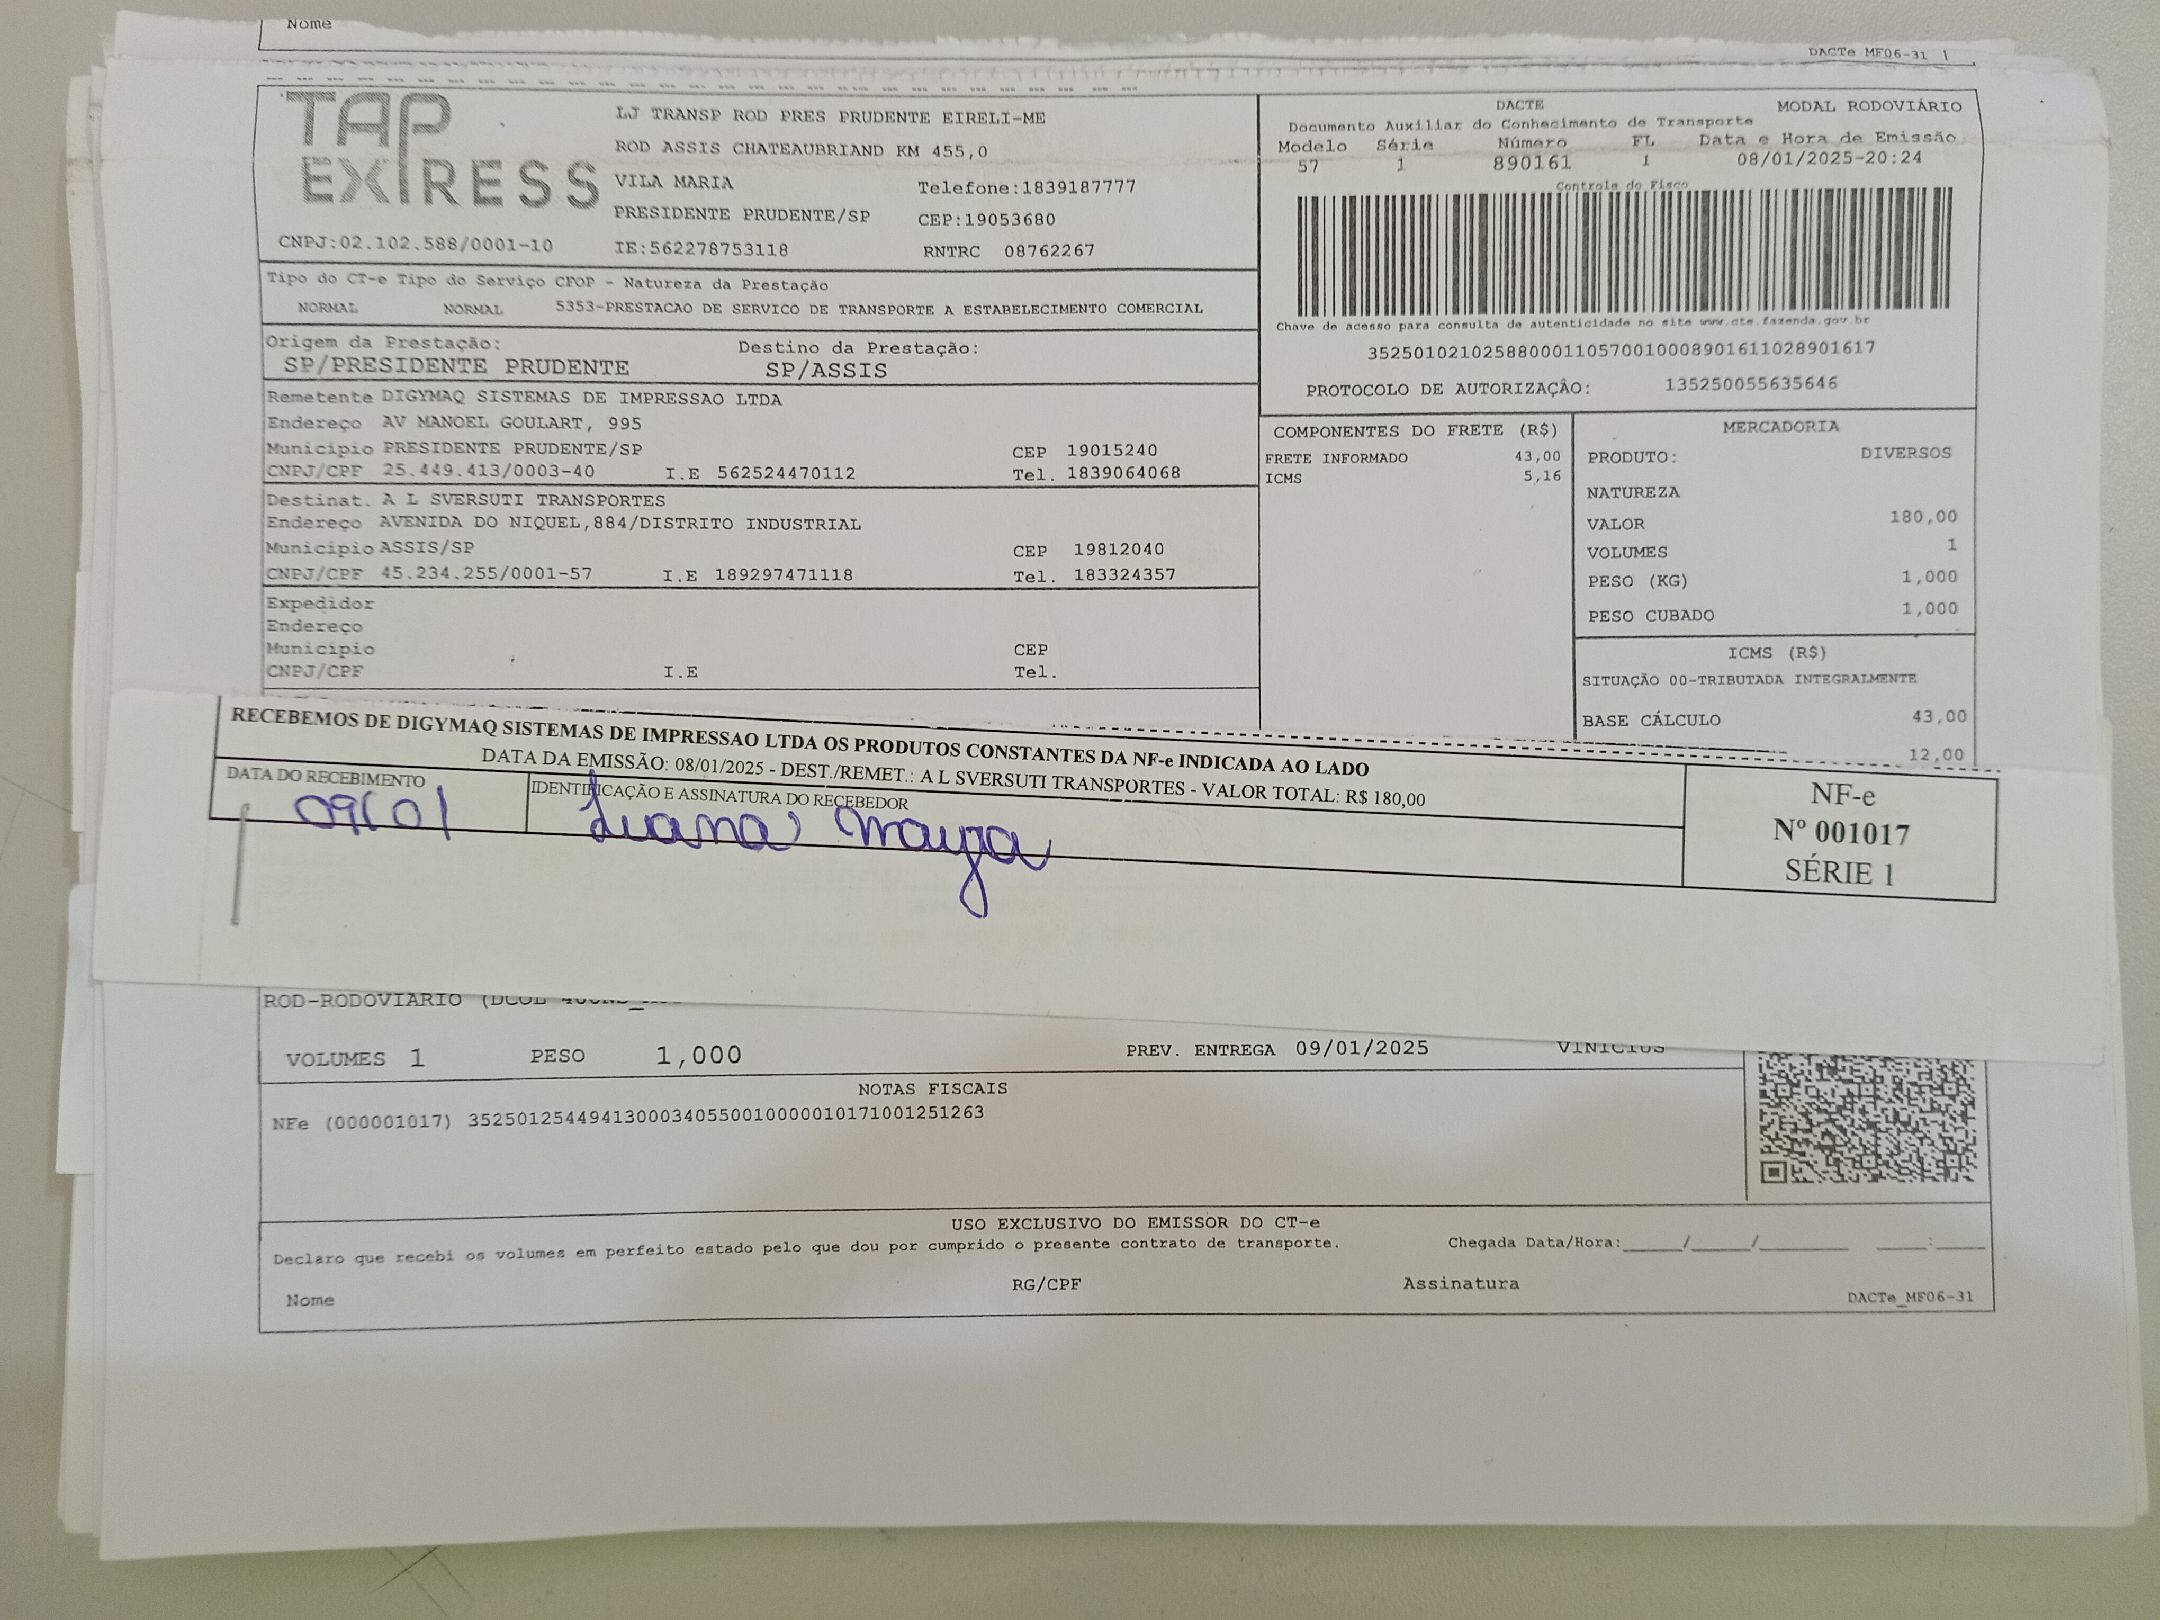 Nome
DACTe MF06-31
TAP
EXPRESS
LJ TRANSP ROD PRES PRUDENTE EIRELI-ME
ROD ASSIS CHATEAUBRIAND KM 455,0
VILA MARIA Telefone:1839187777
PRESIDENTE PRUDENTE/SP CEP:19053680
CNPJ:02.102.588/0001-10 IE:562278753118 RNTRC 08762267
DACTE MODAL RODOVIÁRIO
Documento Auxiliar do Conhecimento de Transporte
Modelo Série Número FL Data e Hora de Emissão
57 1 890161 1 08/01/2025-20:24
Controle do Fisco
Chave de acesso para consulta de autenticidade no site www.cte.fazenda.gov.br
35250102102588000110570010008901611028901617
PROTOCOLO DE AUTORIZAÇÃO: 135250055635646
Tipo do CT-e Tipo do Serviço CFOP - Natureza da Prestação
NORMAL NORMAL 5353-PRESTACAO DE SERVICO DE TRANSPORTE A ESTABELECIMENTO COMERCIAL
Origem da Prestação: Destino da Prestação:
SP/PRESIDENTE PRUDENTE SP/ASSIS
Remetente DIGYMAQ SISTEMAS DE IMPRESSAO LTDA
Endereço AV MANOEL GOULART, 995
Municipio PRESIDENTE PRUDENTE/SP CEP 19015240
CNPJ/CPF 25.449.413/0003-40 I.E 562524470112 Tel. 1839064068
Destinat. A L SVERSUTI TRANSPORTES
Endereço AVENIDA DO NIQUEL,884/DISTRITO INDUSTRIAL
Municipio ASSIS/SP CEP 19812040
CNPJ/CPF 45.234.255/0001-57 I.E 189297471118 Tel. 183324357
Expedidor
Endereço
Municipio CEP
CNPJ/CPF I.E Tel.
COMPONENTES DO FRETE (R$)
FRETE INFORMADO 43,00
ICMS 5,16
MERCADORIA
PRODUTO: DIVERSOS
NATUREZA
VALOR 180,00
VOLUMES 1
PESO (KG) 1,000
PESO CUBADO 1,000
ICMS (R$)
SITUAÇÃO 00-TRIBUTADA INTEGRALMENTE
BASE CÁLCULO 43,00
12,00
RECEBEMOS DE DIGYMAQ SISTEMAS DE IMPRESSAO LTDA OS PRODUTOS CONSTANTES DA NF-e INDICADA AO LADO
DATA DA EMISSÃO: 08/01/2025 - DEST./REMET.: A L SVERSUTI TRANSPORTES - VALOR TOTAL: R$ 180,00
DATA DO RECEBIMENTO IDENTIFICAÇÃO E ASSINATURA DO RECEBEDOR
09/01 Luana Mayza
NF-e
Nº 001017
SÉRIE 1
ROD-RODOVIARIO
VOLUMES 1 PESO 1,000 PREV. ENTREGA 09/01/2025 VINICIUS
NOTAS FISCAIS
NFe (000001017) 35250125449413000340550010000010171001251263
USO EXCLUSIVO DO EMISSOR DO CT-e
Declaro que recebi os volumes em perfeito estado pelo que dou por cumprido o presente contrato de transporte. Chegada Data/Hora:_____/_____/________ ____:____
Nome RG/CPF Assinatura
DACTe_MF06-31